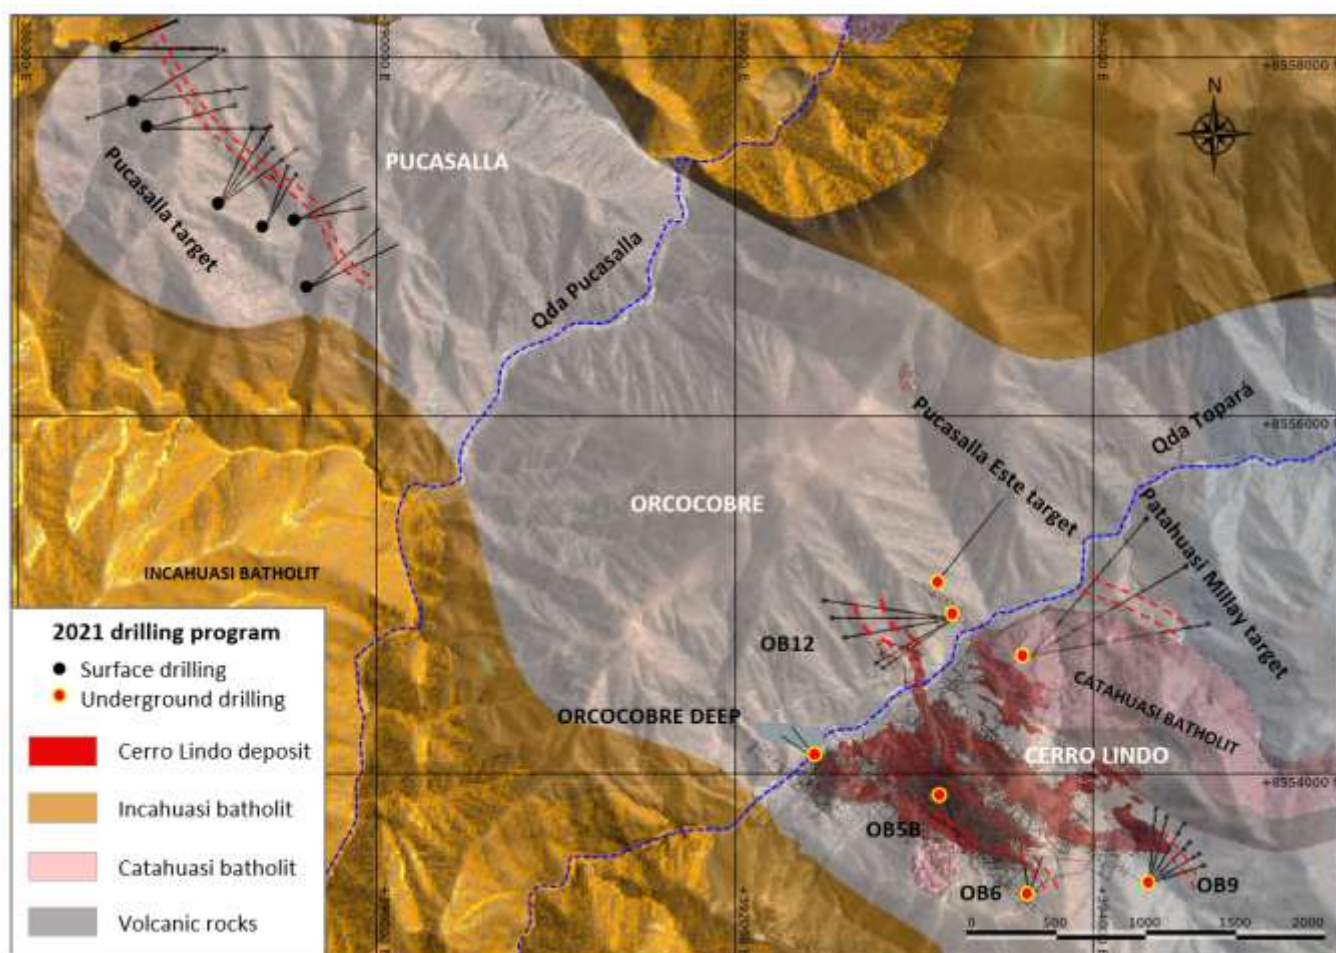 390000 E
+8558000
N
PUCASALLA
Pucasalla target
Qda Pucasalla
+8556000
Qda Topará
Pucasalla Este target
Patahuasi Millay target
ORCOCOBRE
INCAHUASI BATHOLIT
OB12
CATAHUASI BATHOLIT
ORCOCOBRE DEEP
CERRO LINDO
+8554000
OB5B
OB6
OB9
0 500 1000 1500 2000
2021 drilling program
Surface drilling
Underground drilling
Cerro Lindo deposit
Incahuasi batholit
Catahuasi batholit
Volcanic rocks